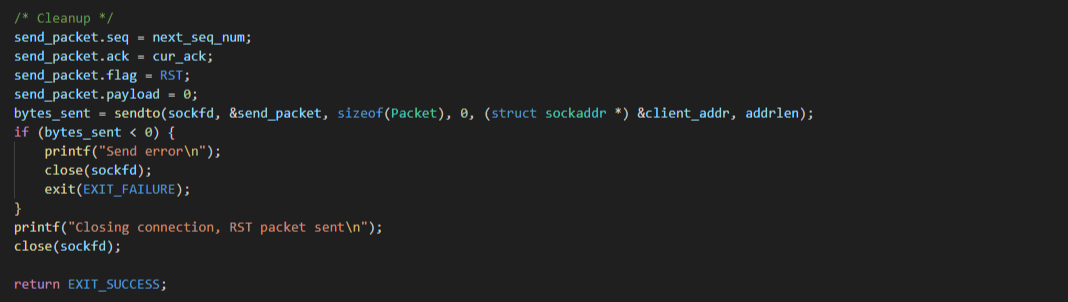 /* Cleanup */
send_packet.seq = next_seq_num;
send_packet.ack = cur_ack;
send_packet.flag = RST;
send_packet.payload = 0;
bytes_sent = sendto(sockfd, &send_packet, sizeof(Packet), 0, (struct sockaddr *) &client_addr, addrlen);
if (bytes_sent < 0) {
    printf("Send error\n");
    close(sockfd);
    exit(EXIT_FAILURE);
}
printf("Closing connection, RST packet sent\n");
close(sockfd);

return EXIT_SUCCESS;